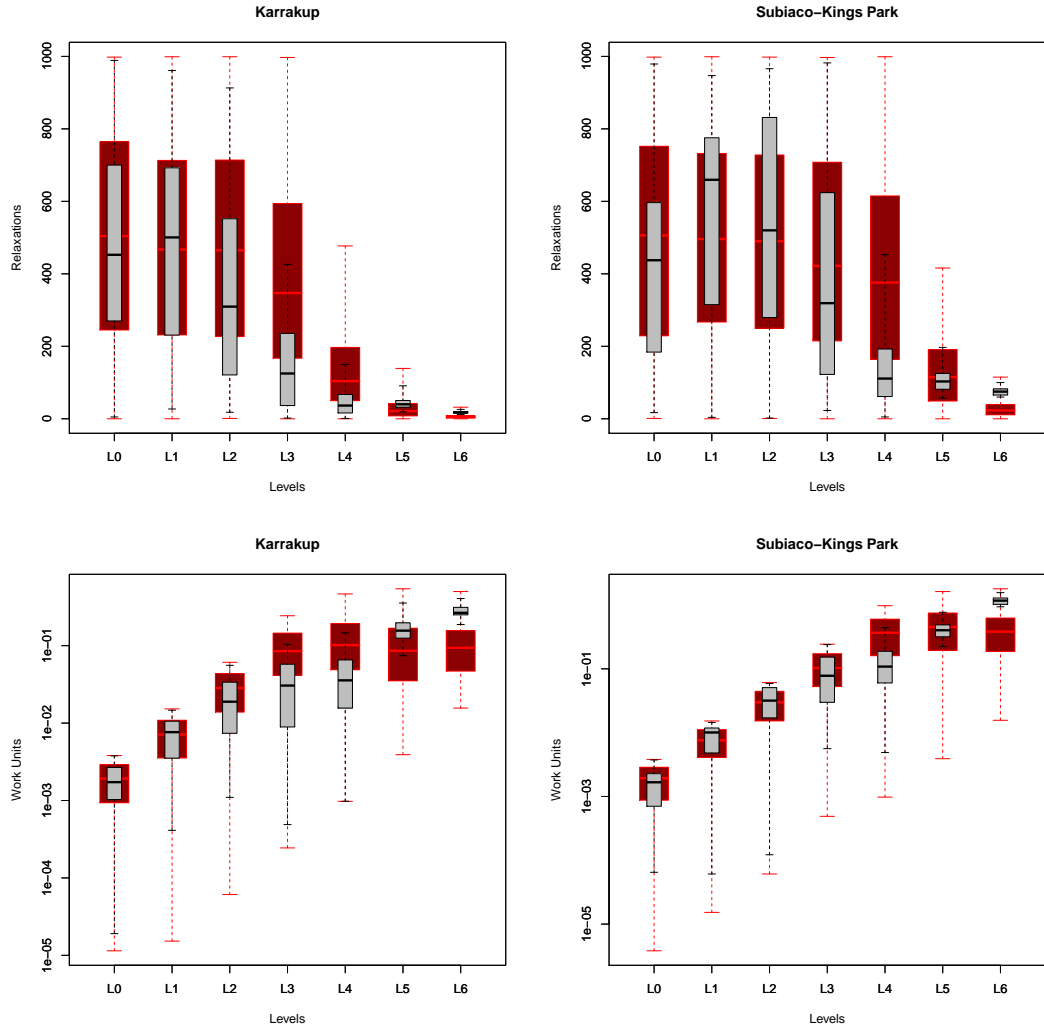 Karrakup
Relaxations
1000
800
600
400
200
0
L0 L1 L2 L3 L4 L5 L6
Levels
Subiaco−Kings Park
Relaxations
1000
800
600
400
200
0
L0 L1 L2 L3 L4 L5 L6
Levels
Karrakup
Work Units
1e−01
1e−02
1e−03
1e−04
1e−05
L0 L1 L2 L3 L4 L5 L6
Levels
Subiaco−Kings Park
Work Units
1e−01
1e−03
1e−05
L0 L1 L2 L3 L4 L5 L6
Levels